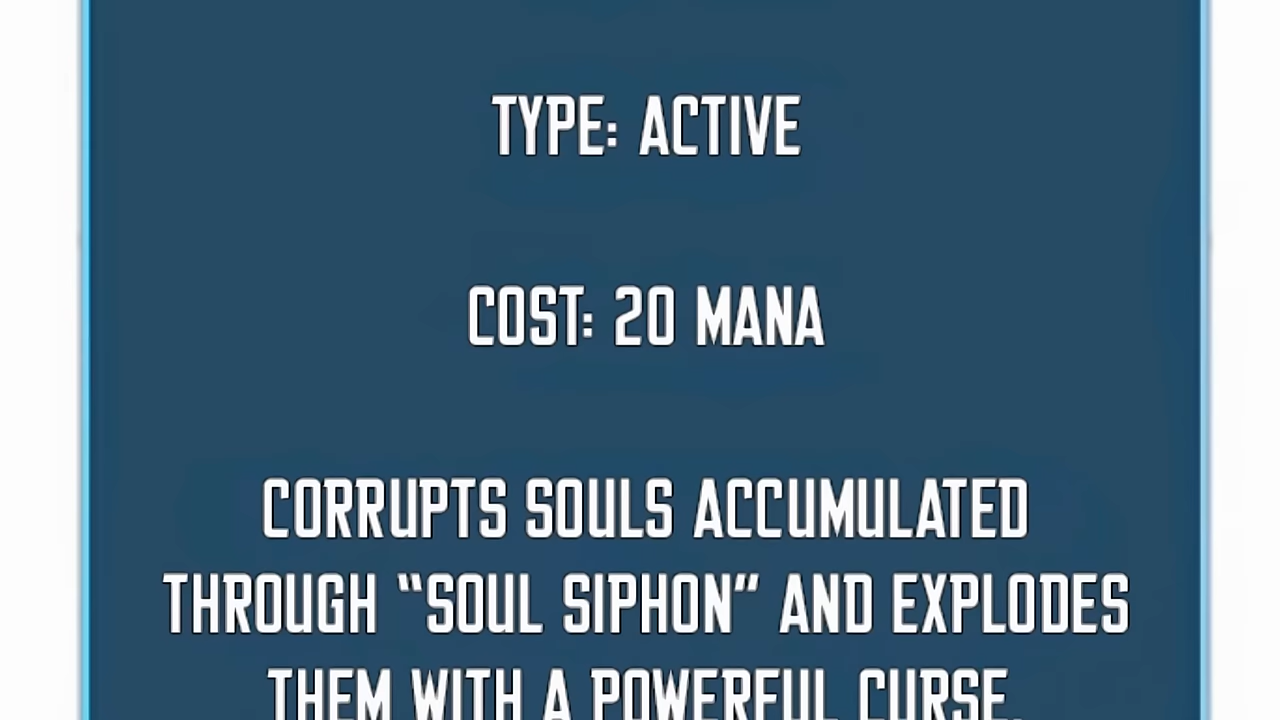 TYPE: ACTIVE
COST: 20 MANA
CORRUPTS SOULS ACCUMULATED
THROUGH “SOUL SIPHON” AND EXPLODES
THEM WITH A POWERFUL CURSE.